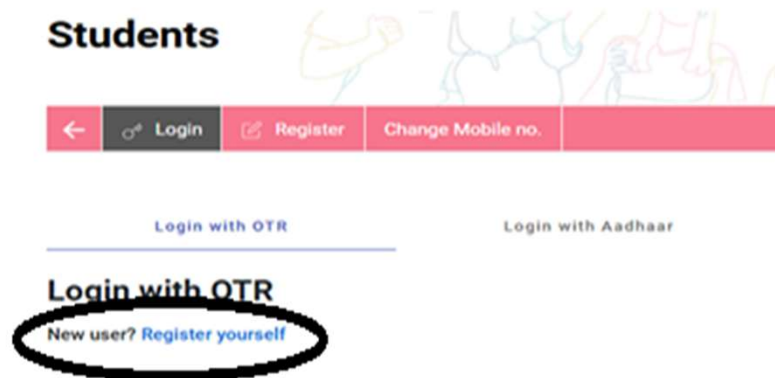 Students
Login Register Change Mobile no.
Login with OTR Login with Aadhaar
Login with OTR
New user? Register yourself